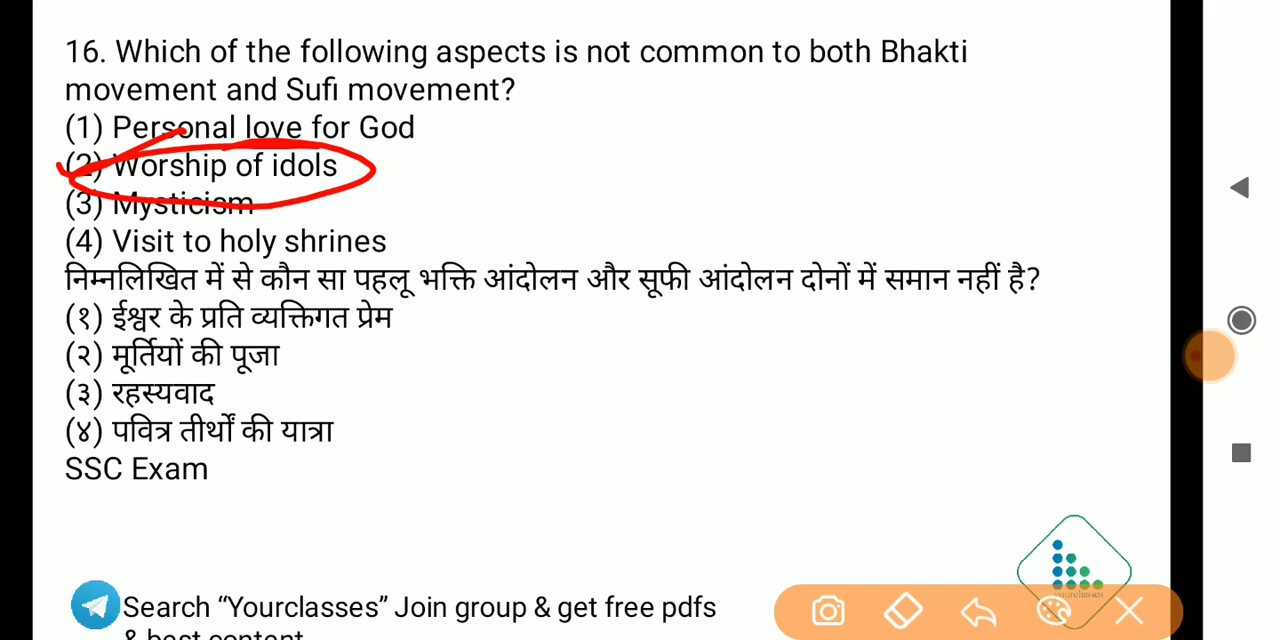 16. Which of the following aspects is not common to both Bhakti
movement and Sufi movement?
(1) Personal love for God
(2) Worship of idols
(3) Mysticism
(4) Visit to holy shrines
निम्नलिखित में से कौन सा पहलू भक्ति आंदोलन और सूफी आंदोलन दोनों में समान नहीं है?
(१) ईश्वर के प्रति व्यक्तिगत प्रेम
(२) मूर्तियों की पूजा
(३) रहस्यवाद
(४) पवित्र तीर्थों की यात्रा
SSC Exam
Search “Yourclasses” Join group & get free pdfs
& best content